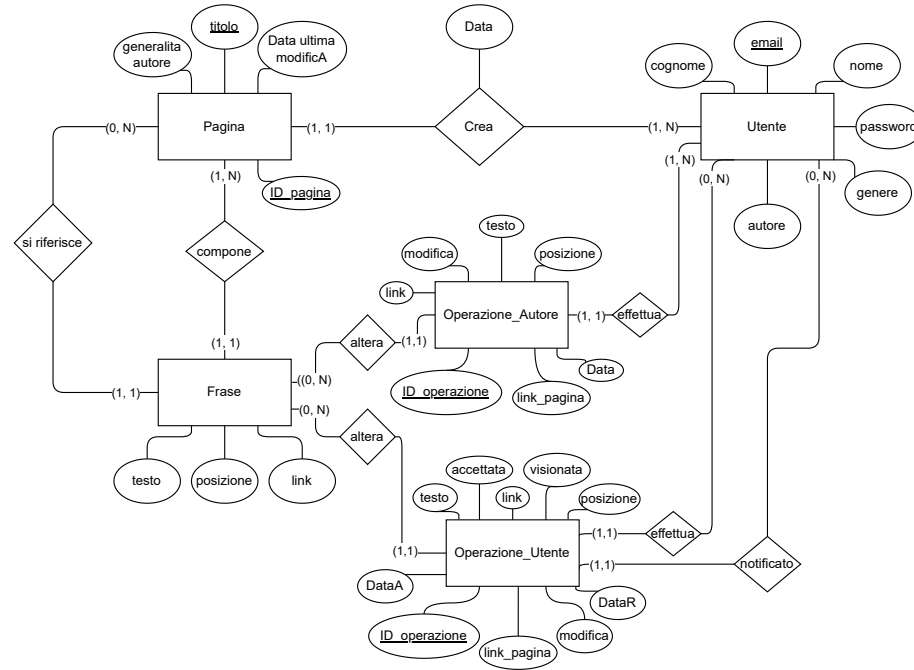 titolo
generalita
autore
Data ultima
modificA
Data
email
cognome
nome
(0, N)
Pagina
(1, 1)
Crea
(1, N)
Utente
password
(1, N)
(1, N)
(0, N)
(0, N)
ID_pagina
genere
autore
si riferisce
compone
testo
modifica
posizione
link
Operazione_Autore
(1, 1)
effettua
altera
(1,1)
(1, 1)
((0, N)
Data
ID_operazione
link_pagina
(1, 1)
Frase
(0, N)
altera
testo
posizione
link
accettata
visionata
testo
link
posizione
(1,1)
effettua
(1,1)
Operazione_Utente
(1,1)
notificato
DataA
DataR
ID_operazione
modifica
link_pagina